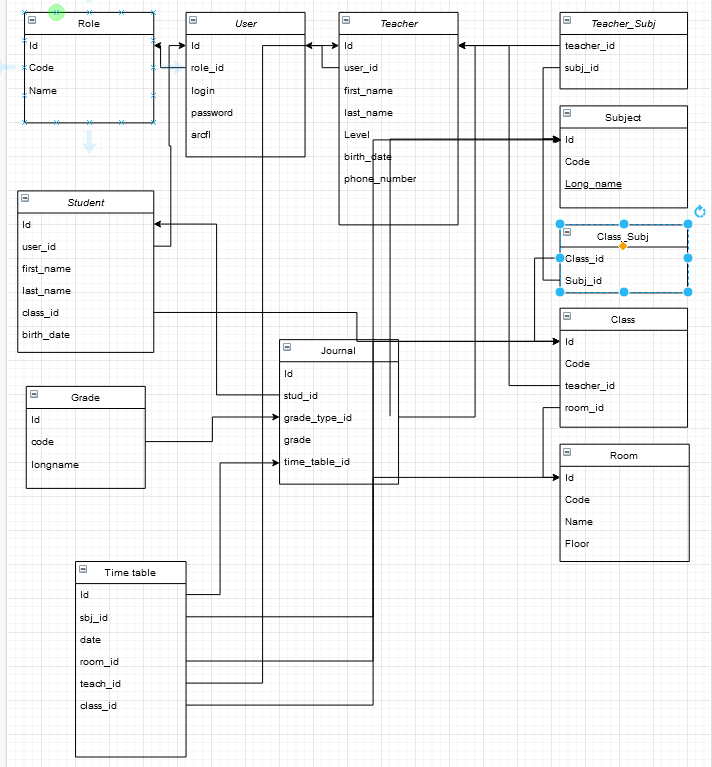 Role
Id
Code
Name
User
Id
role_id
login
password
arcfl
Teacher
Id
user_id
first_name
last_name
Level
birth_date
phone_number
Teacher_Subj
teacher_id
subj_id
Subject
Id
Code
Long_name
Student
Id
user_id
first_name
last_name
class_id
birth_date
Class_Subj
Class_id
Subj_id
Class
Id
Code
teacher_id
room_id
Journal
Id
stud_id
grade_type_id
grade
time_table_id
Grade
Id
code
longname
Room
Id
Code
Name
Floor
Time table
Id
sbj_id
date
room_id
teach_id
class_id